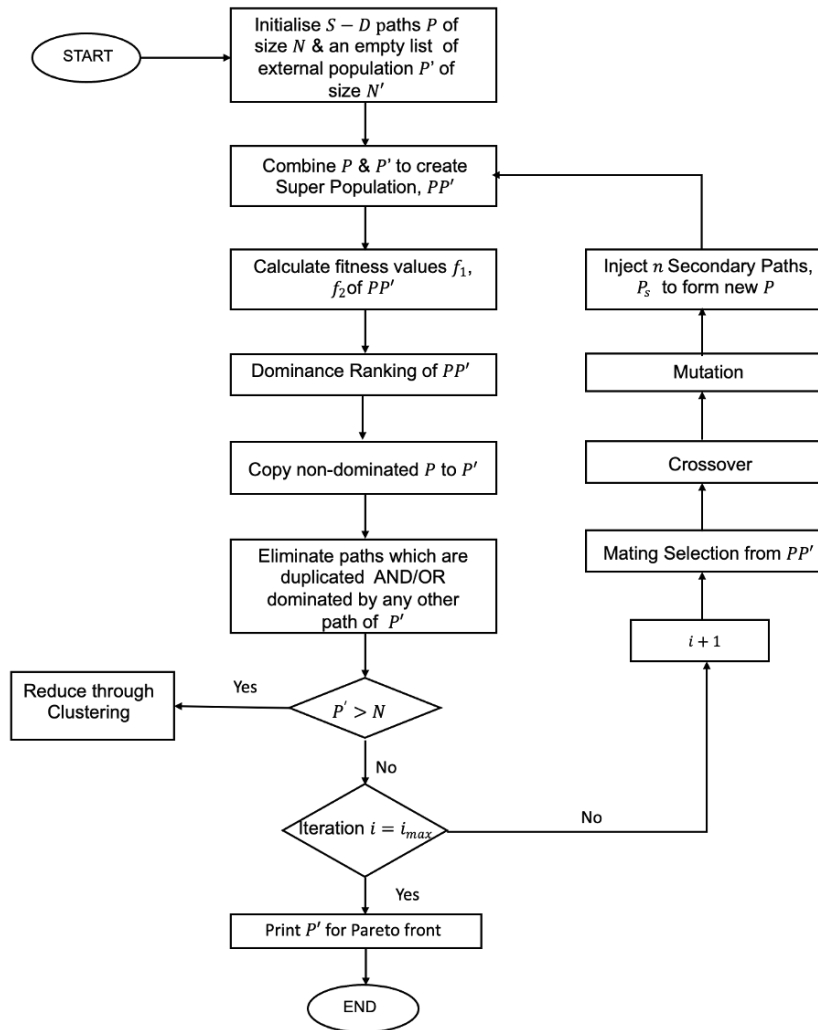 START
Initialise S − D paths P of
size N & an empty list of
external population P' of
size N′
Combine P & P' to create
Super Population, PP′
Calculate fitness values f₁,
f₂of PP′
Dominance Ranking of PP′
Copy non-dominated P to P′
Eliminate paths which are
duplicated AND/OR
dominated by any other
path of P′
P′ > N
Yes
Reduce through
Clustering
No
Iteration i = iₘₐₓ
No
i + 1
Mating Selection from PP′
Crossover
Mutation
Inject n Secondary Paths,
Pₛ to form new P
Yes
Print P′ for Pareto front
END